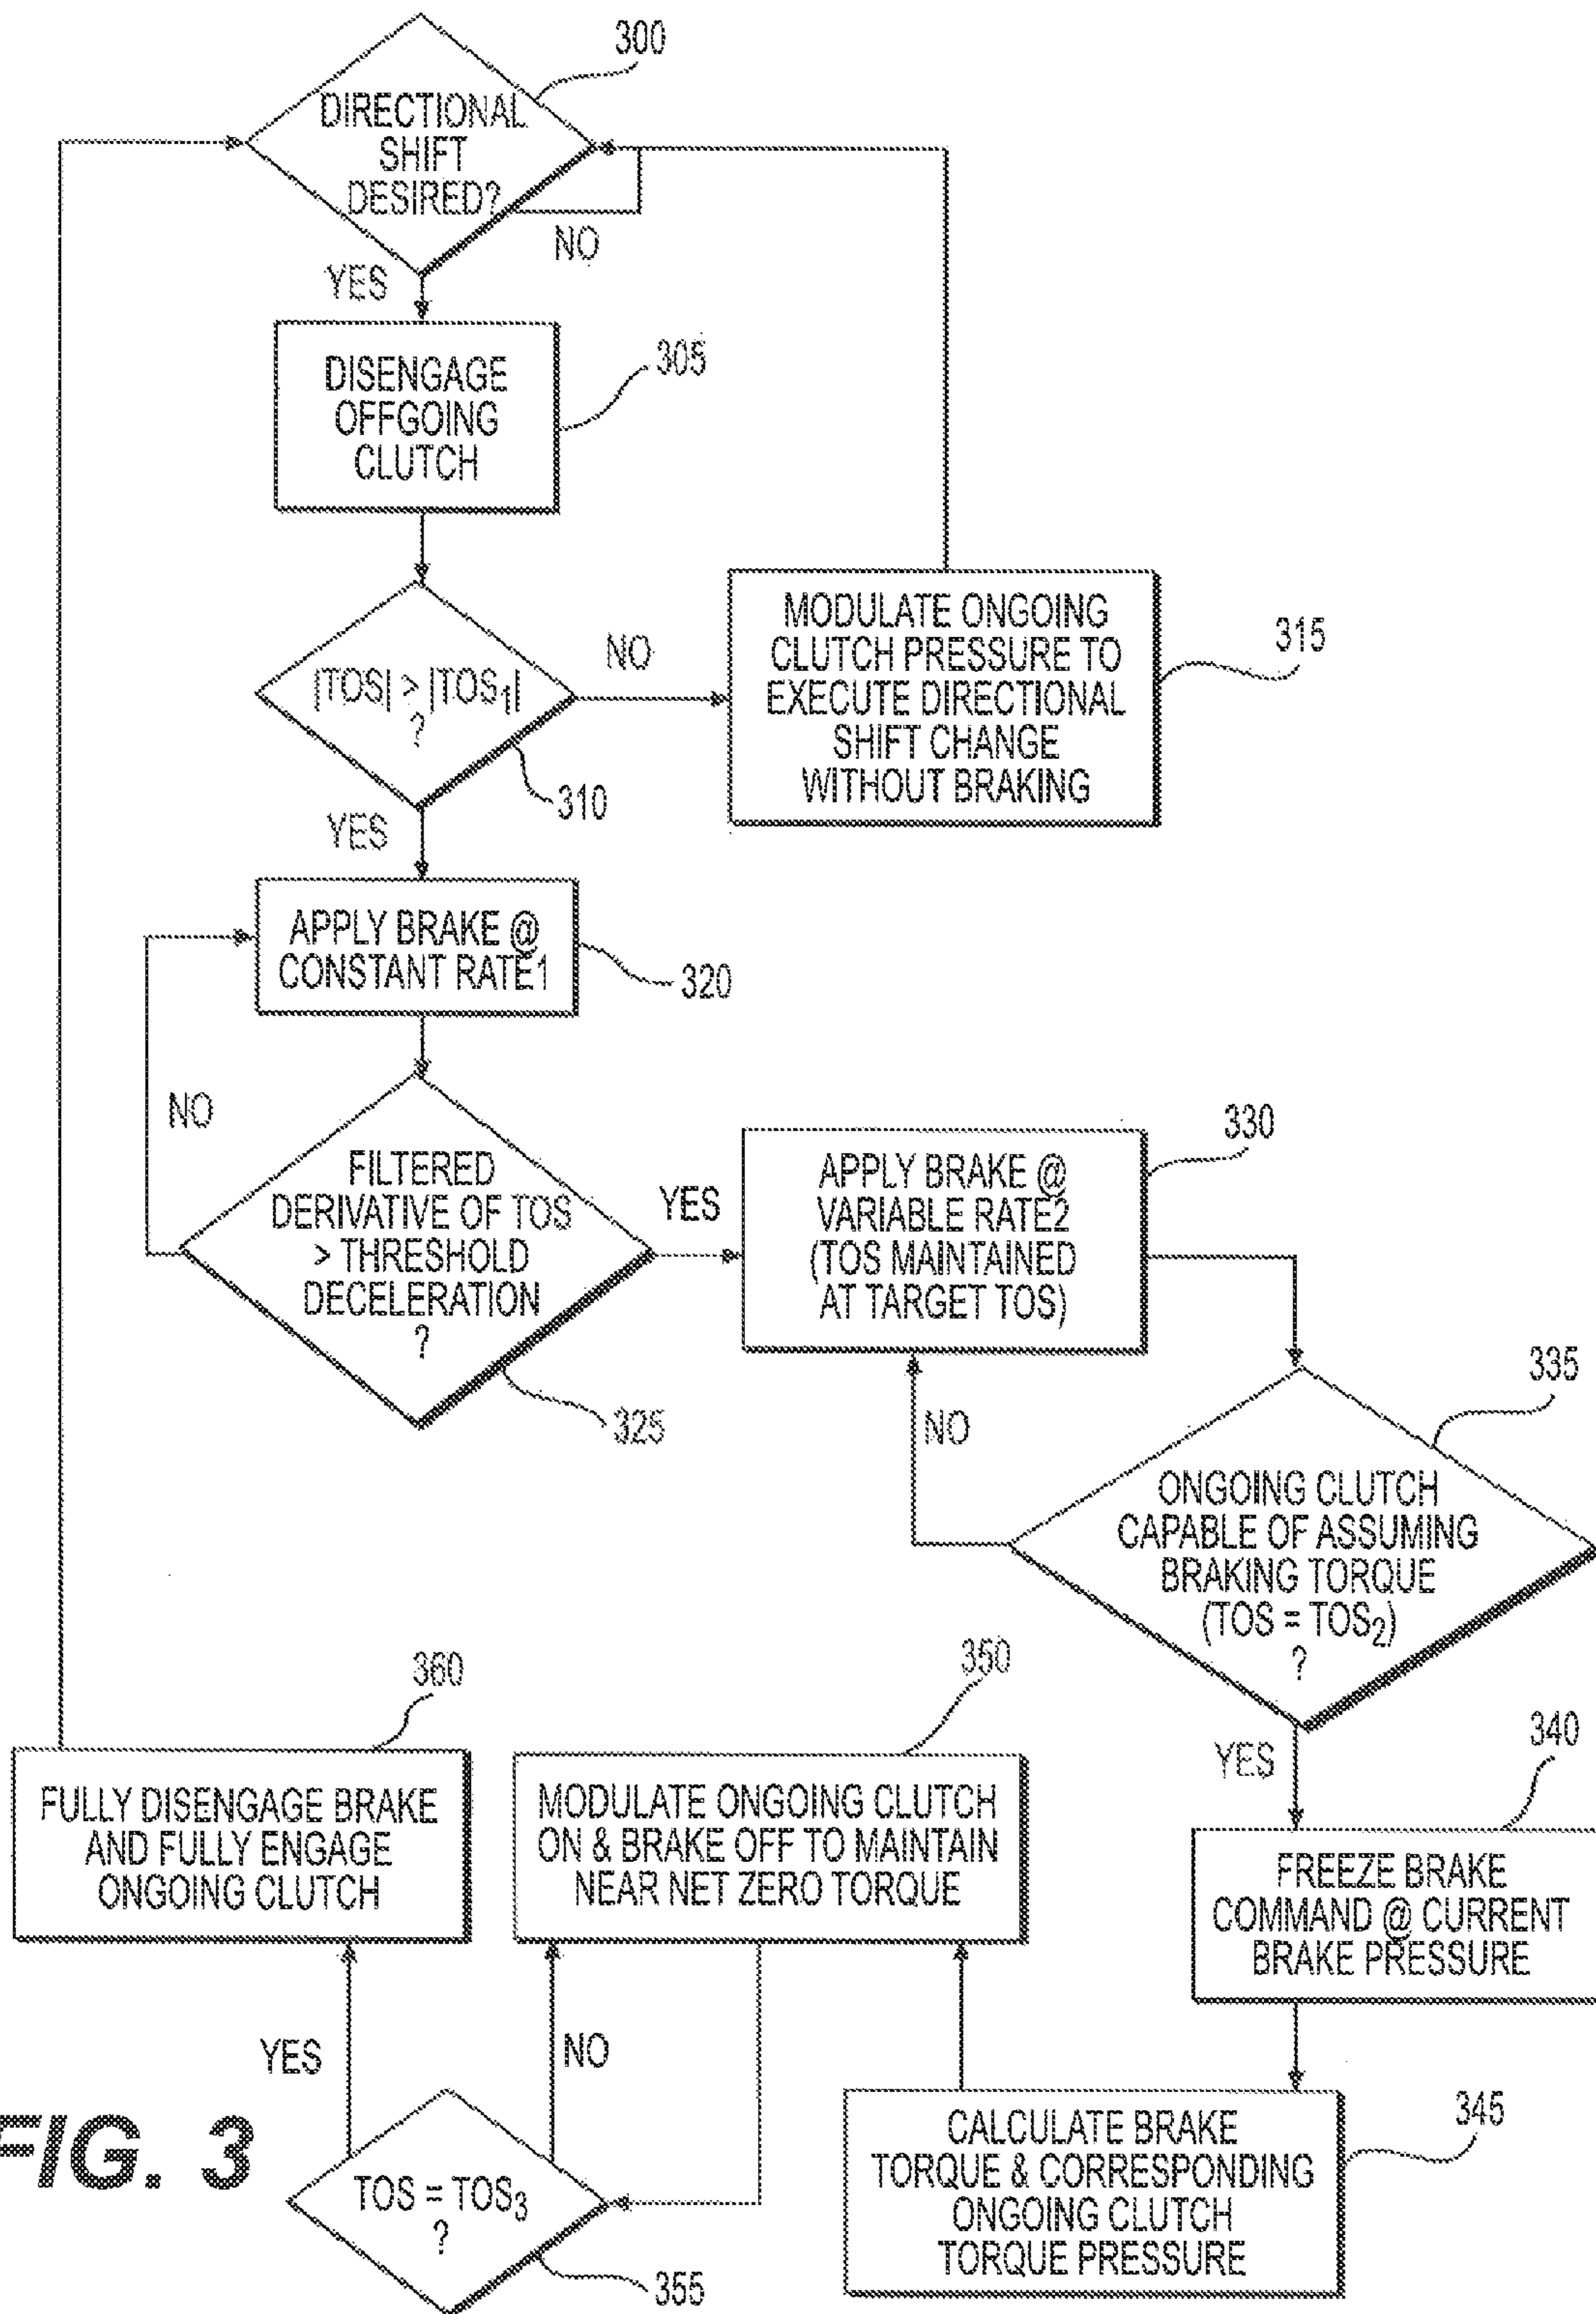 300
DIRECTIONAL
SHIFT
DESIRED?
NO
YES
DISENGAGE
OFFGOING
CLUTCH
305
|TOS| > |TOS₁|
?
NO
310
YES
MODULATE ONGOING
CLUTCH PRESSURE TO
EXECUTE DIRECTIONAL
SHIFT CHANGE
WITHOUT BRAKING
315
APPLY BRAKE @
CONSTANT RATE1
320
NO
FILTERED
DERIVATIVE OF TOS
> THRESHOLD
DECELERATION
?
325
YES
APPLY BRAKE @
VARIABLE RATE2
(TOS MAINTAINED
AT TARGET TOS)
330
NO
ONGOING CLUTCH
CAPABLE OF ASSUMING
BRAKING TORQUE
(TOS = TOS₂)
?
335
YES
FREEZE BRAKE
COMMAND @ CURRENT
BRAKE PRESSURE
340
CALCULATE BRAKE
TORQUE & CORRESPONDING
ONGOING CLUTCH
TORQUE PRESSURE
345
MODULATE ONGOING CLUTCH
ON & BRAKE OFF TO MAINTAIN
NEAR NET ZERO TORQUE
350
NO
TOS = TOS₃
?
355
YES
FULLY DISENGAGE BRAKE
AND FULLY ENGAGE
ONGOING CLUTCH
360
FIG. 3